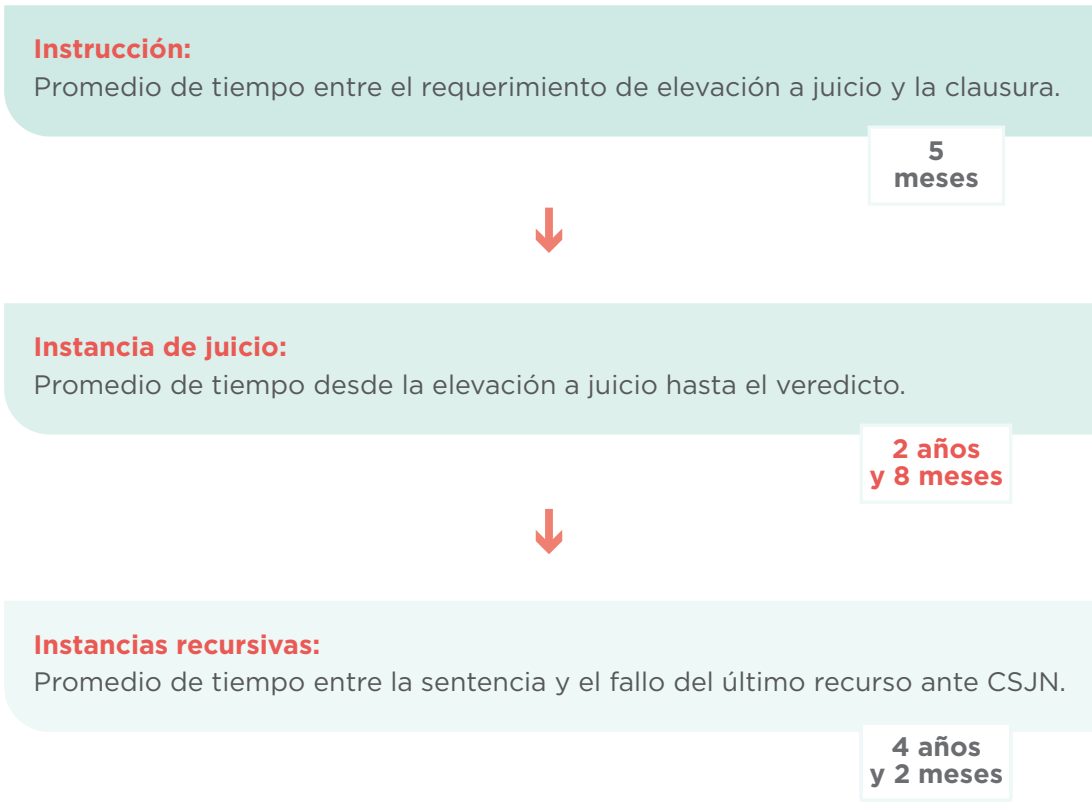 Instrucción:
Promedio de tiempo entre el requerimiento de elevación a juicio y la clausura.
5
meses
Instancia de juicio:
Promedio de tiempo desde la elevación a juicio hasta el veredicto.
2 años
y 8 meses
Instancias recursivas:
Promedio de tiempo entre la sentencia y el fallo del último recurso ante CSJN.
4 años
y 2 meses